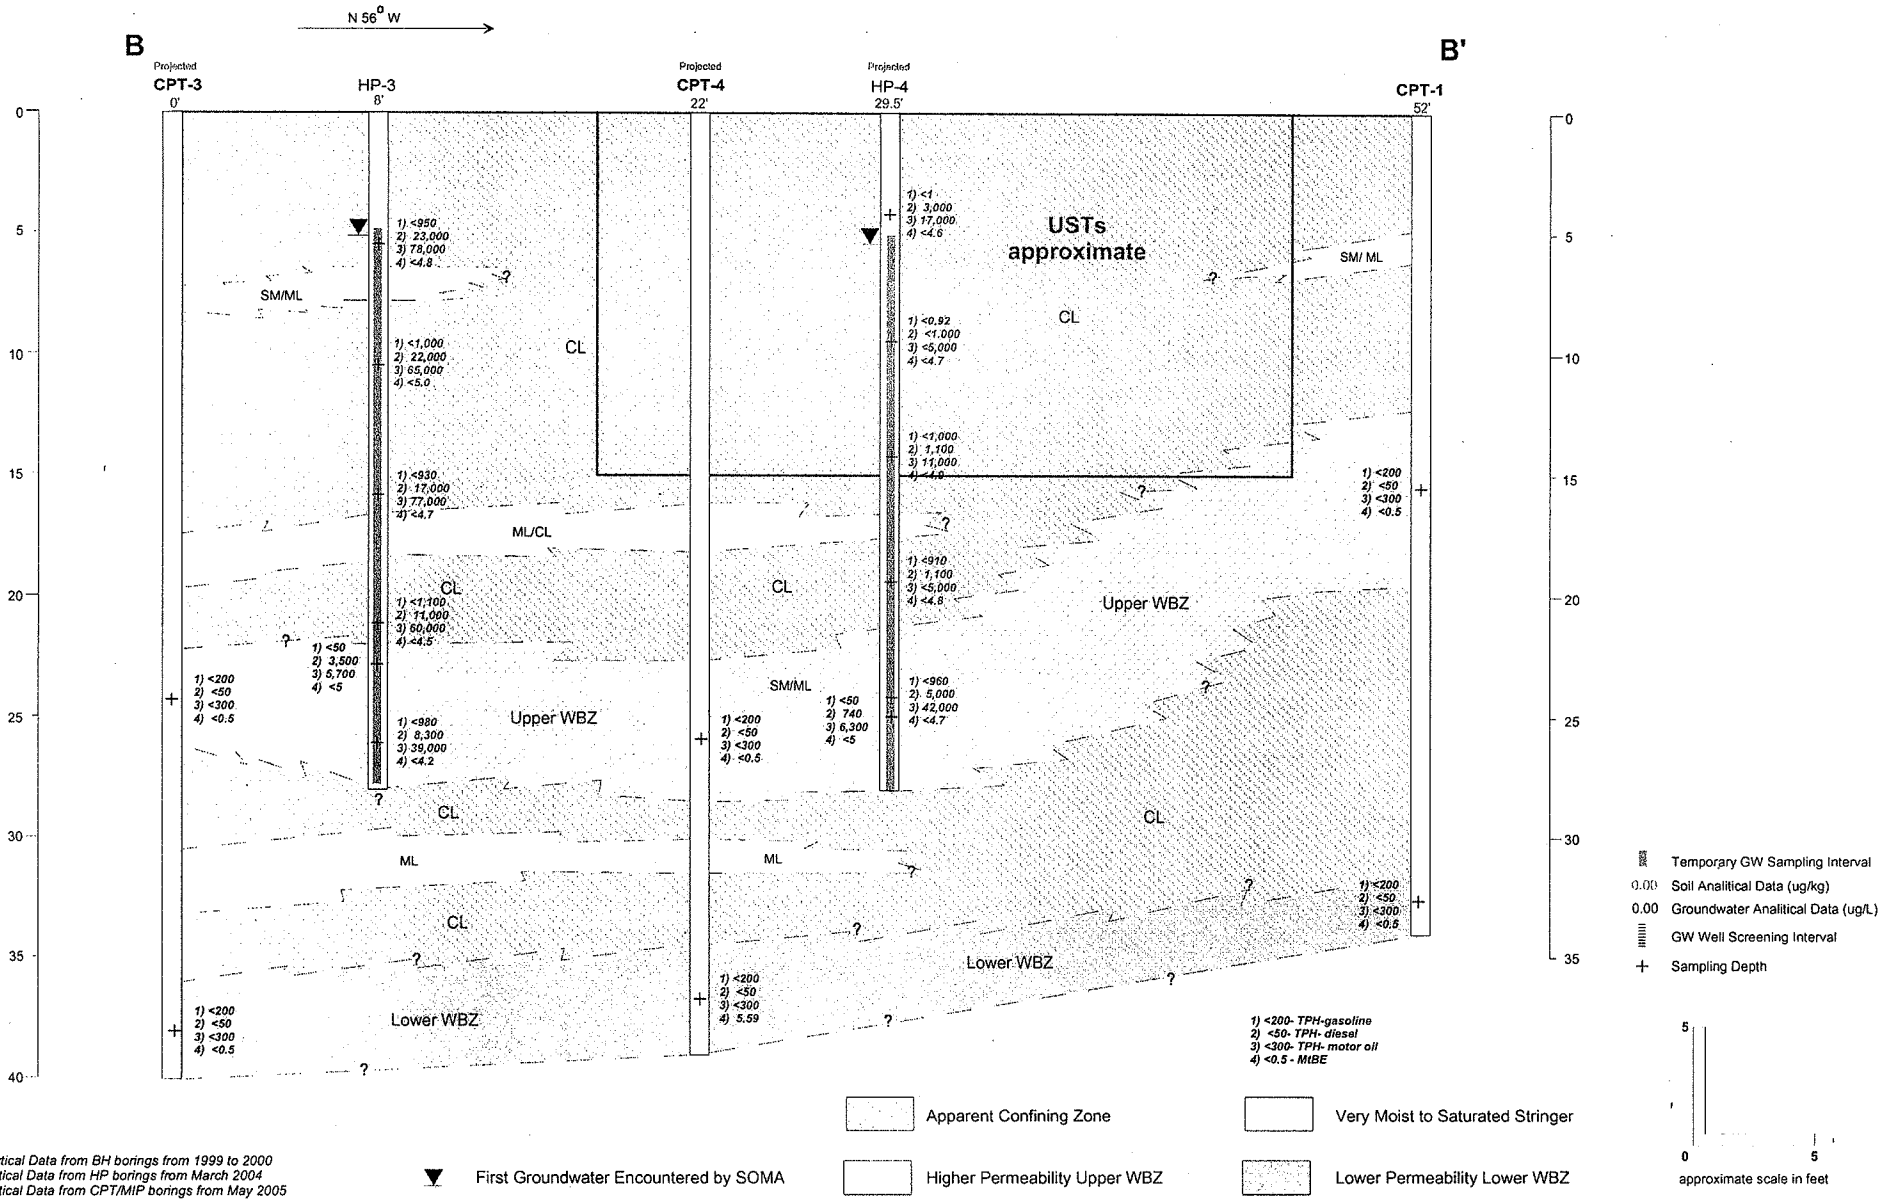 N 56° W
B
B'
Projected
CPT-3
0'
HP-3
8'
Projected
CPT-4
22'
Projected
HP-4
29.5'
CPT-1
52'
0
5
10
15
20
25
30
35
40
0
5
10
15
20
25
30
35
1) <950
2) 23,000
3) 78,000
4) <4.8
1) <1,000
2) 22,000
3) 65,000
4) <5.0
1) <930
2) 17,000
3) 77,000
4) <4.7
1) <1,100
2) 11,000
3) 60,000
4) <4.5
1) <50
2) 3,500
3) 5,700
4) <5
1) <980
2) 8,300
3) 39,000
4) <4.2
1) <200
2) <50
3) <300
4) <0.5
1) <200
2) <50
3) <300
4) <0.5
1) <200
2) <50
3) <300
4) <0.5
1) <200
2) <50
3) <300
4) 5.59
1) <1
2) 3,000
3) 17,000
4) <4.6
1) <0.92
2) <1.000
3) <5,000
4) <4.7
1) <1,000
2) 1,100
3) 11,000
4) <4.9
1) <910
2) 1,100
3) <5,000
4) <4.8
1) <960
2) 5,000
3) 42,000
4) <4.7
1) <50
2) 740
3) 6,300
4) <5
1) <200
2) <50
3) <300
4) <0.5
1) <200
2) <50
3) <300
4) <0.5
USTs
approximate
SM/ML
?
CL
CL
?
SM/ ML
ML/CL
?
?
CL
CL
?
Upper WBZ
SM/ML
Upper WBZ
?
?
CL
CL
ML
ML
?
CL
?
?
?
Lower WBZ
Lower WBZ
?
?
?
Temporary GW Sampling Interval
0.00 Soil Analitical Data (ug/kg)
0.00 Groundwater Analitical Data (ug/L)
GW Well Screening Interval
Sampling Depth
1) <200- TPH-gasoline
2) <50- TPH- diesel
3) <300- TPH- motor oil
4) <0.5 - MtBE
5
0
5
approximate scale in feet
Apparent Confining Zone
Very Moist to Saturated Stringer
First Groundwater Encountered by SOMA
Higher Permeability Upper WBZ
Lower Permeability Lower WBZ
tical Data from BH borings from 1999 to 2000
tical Data from HP borings from March 2004
tical Data from CPT/MIP borings from May 2005